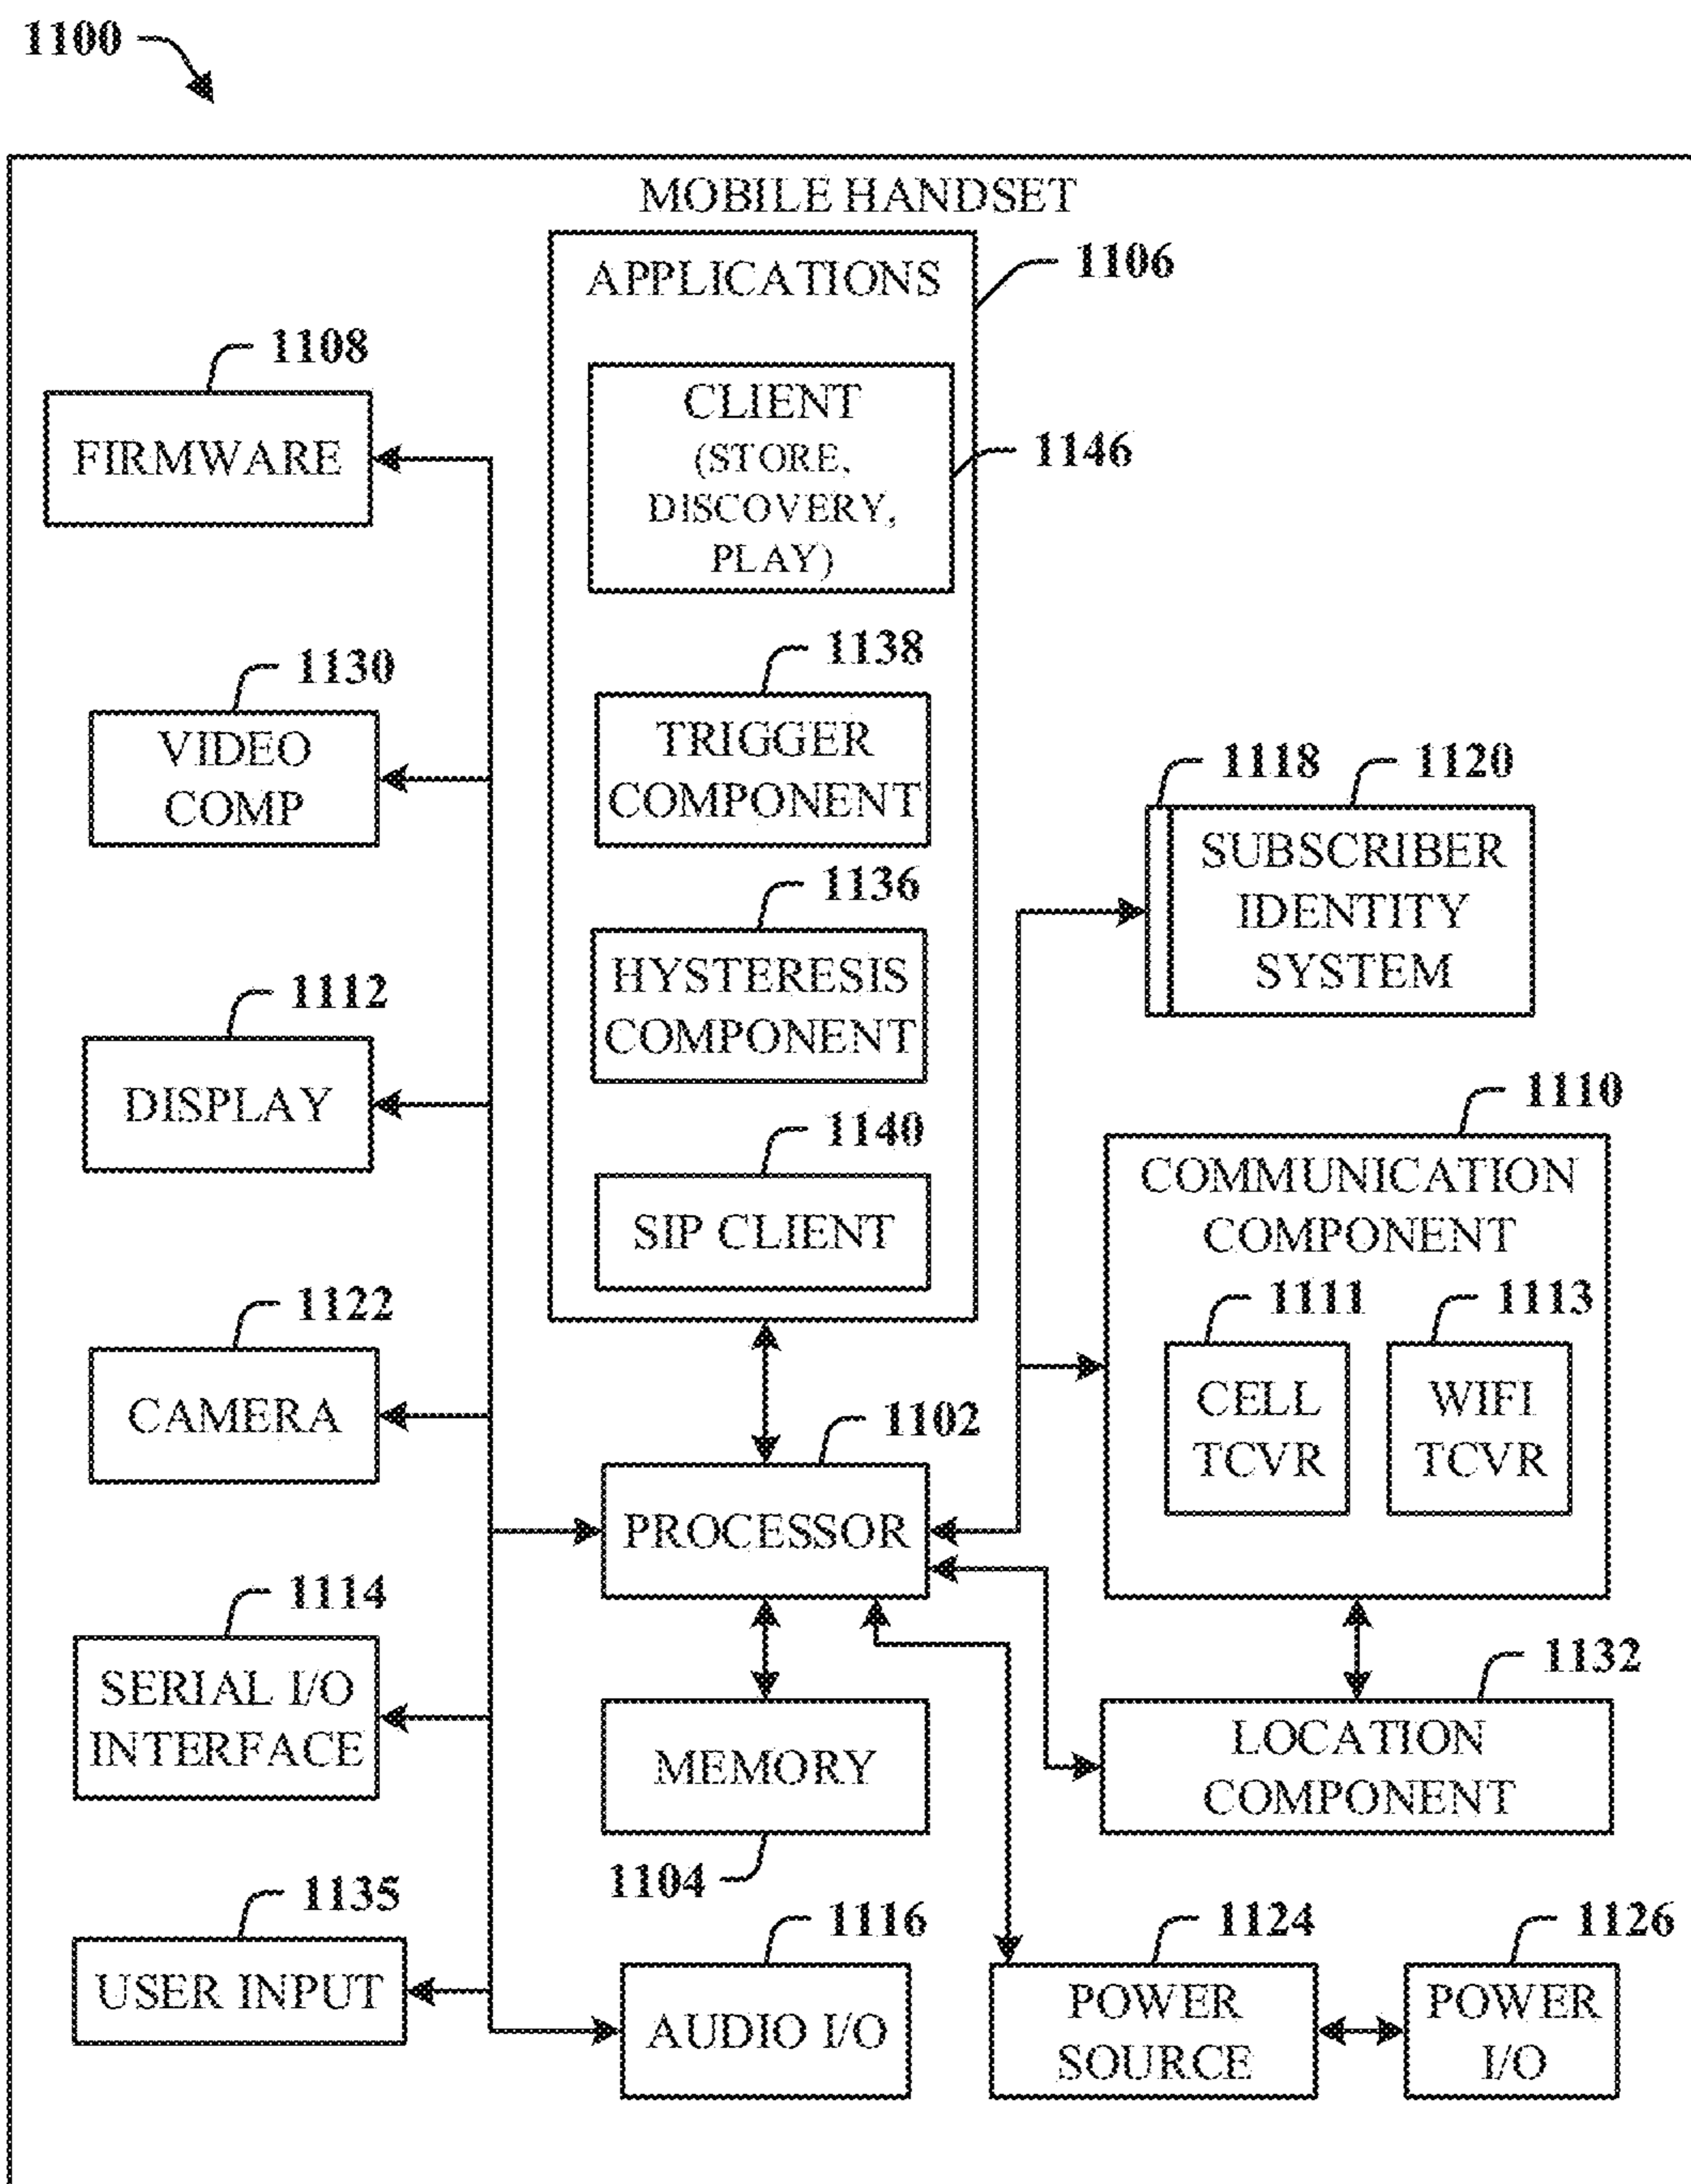 1100
MOBILE HANDSET
APPLICATIONS
1106
CLIENT
(STORE,
DISCOVERY,
PLAY)
1146
1138
TRIGGER
COMPONENT
1136
HYSTERESIS
COMPONENT
1140
SIP CLIENT
1108
FIRMWARE
1130
VIDEO
COMP
1112
DISPLAY
1122
CAMERA
1114
SERIAL I/O
INTERFACE
1135
USER INPUT
1102
PROCESSOR
MEMORY
1104
1116
AUDIO I/O
1118
1120
SUBSCRIBER
IDENTITY
SYSTEM
1110
COMMUNICATION
COMPONENT
1111
CELL
TCVR
1113
WIFI
TCVR
1132
LOCATION
COMPONENT
1124
POWER
SOURCE
1126
POWER
I/O